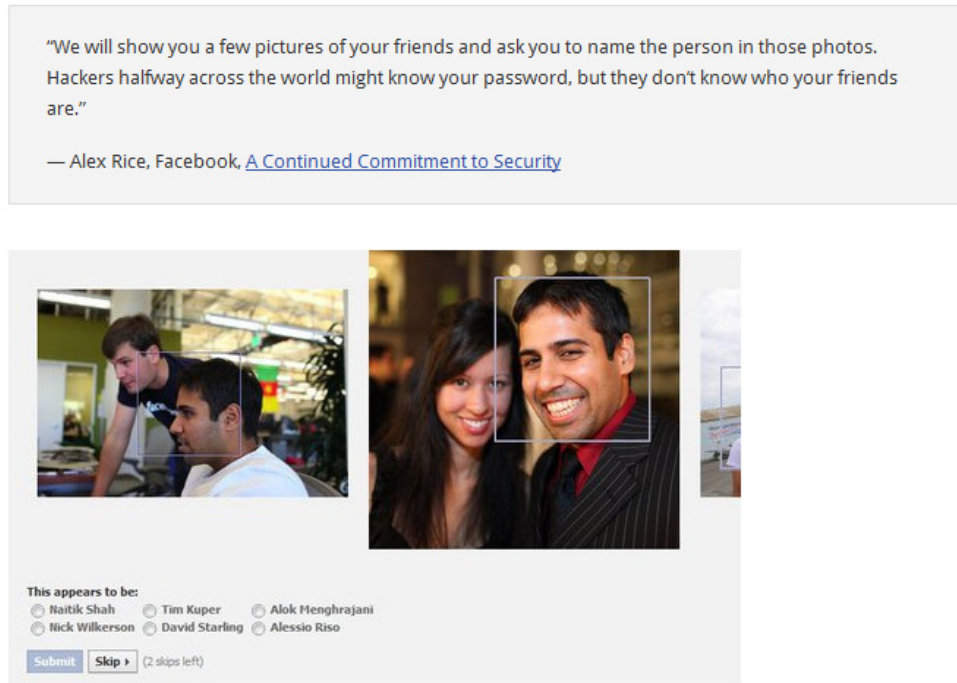 “We will show you a few pictures of your friends and ask you to name the person in those photos.
Hackers halfway across the world might know your password, but they don’t know who your friends
are.”
— Alex Rice, Facebook, A Continued Commitment to Security
face
This appears to be:
Naitik Shah Tim Kuper Alok Menghrajani
Nick Wilkerson David Starling Alessio Riso
Submit Skip (2 skips left)